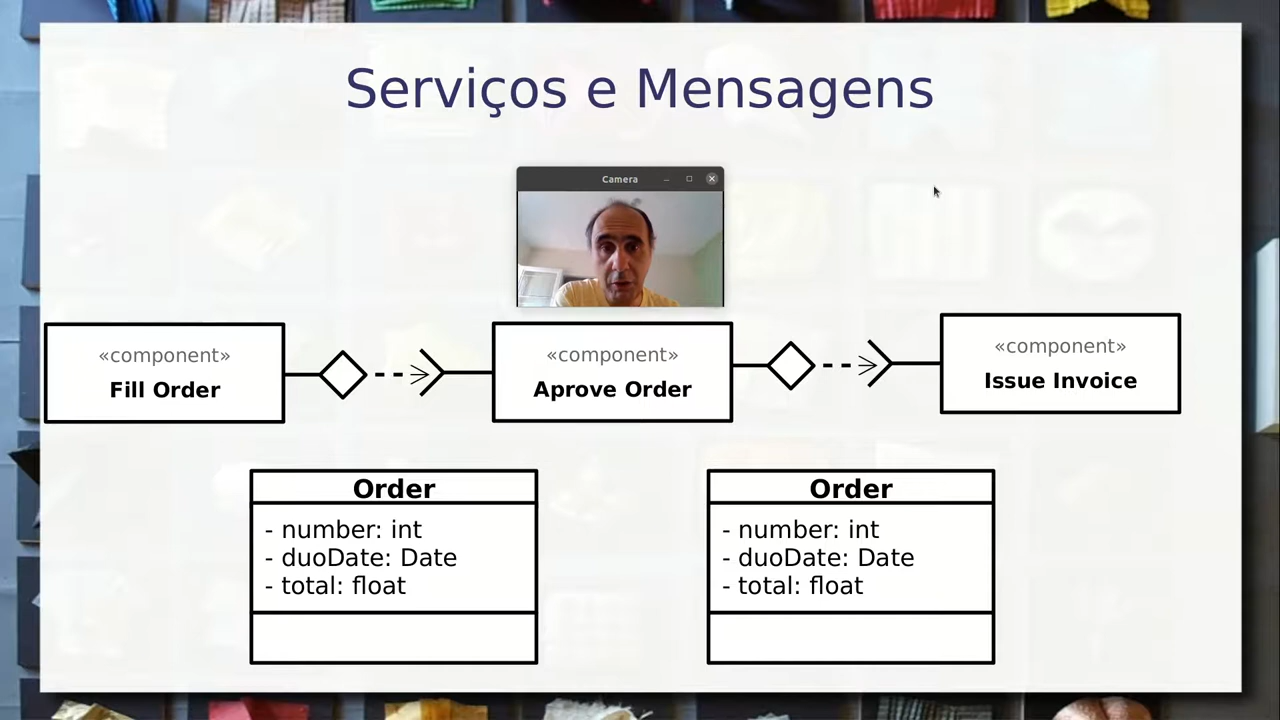 Serviços e Mensagens
Camera
«component»
Fill Order
«component»
Aprove Order
«component»
Issue Invoice
Order
- number: int
- duoDate: Date
- total: float
Order
- number: int
- duoDate: Date
- total: float